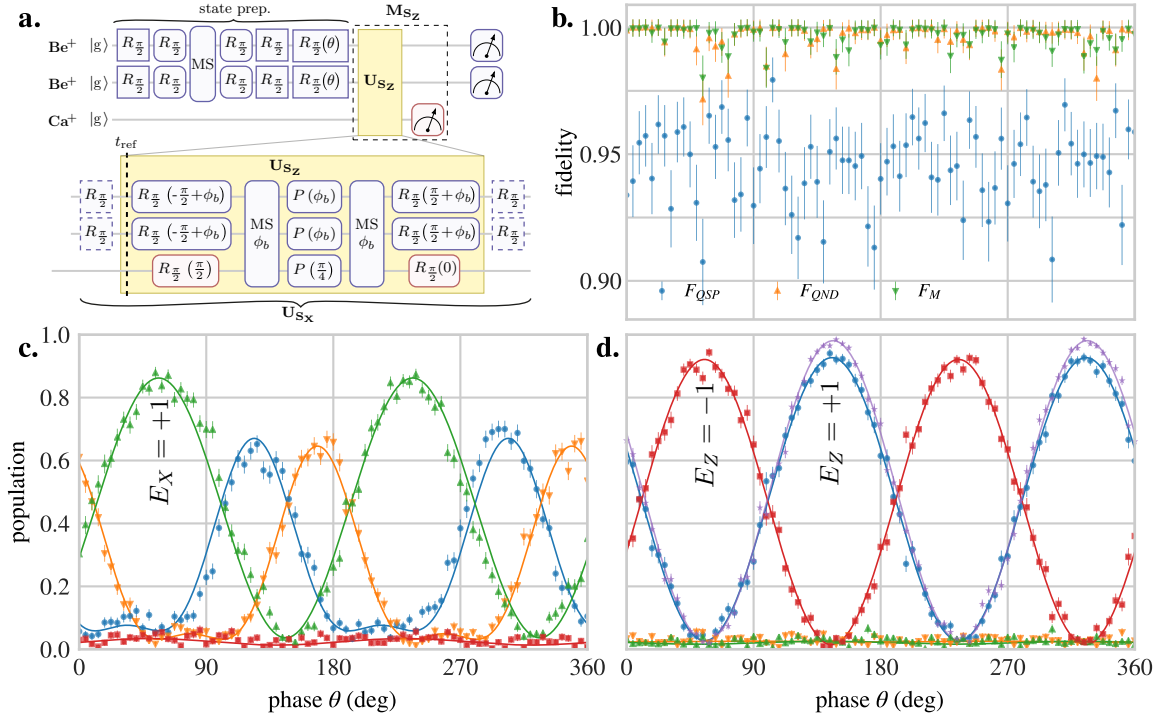 a.
state prep.
M_{S_Z}
Be⁺ |g⟩ R_{π/2} R_{π/2} MS R_{π/2} R_{π/2} R_{π/2}(θ)
Be⁺ |g⟩ R_{π/2} R_{π/2} R_{π/2} R_{π/2} R_{π/2}(θ) U_{S_Z}
Ca⁺ |g⟩
t_ref
U_{S_Z}
R_{π/2} R_{π/2} (-π/2+ϕ_b) P (ϕ_b) R_{π/2}(π/2+ϕ_b) R_{π/2}
R_{π/2} R_{π/2} (-π/2+ϕ_b) MS ϕ_b P (ϕ_b) MS ϕ_b R_{π/2}(π/2+ϕ_b) R_{π/2}
R_{π/2} (π/2) P (π/4) R_{π/2}(0)
U_{S_X}
b.
1.00
0.95
0.90
fidelity
F_{QSP} F_{QND} F_M
c.
1.0
0.8
0.6
0.4
0.2
0.0
population
E_X = +1
0 90 180 270 360
phase θ (deg)
d.
E_Z = −1
E_Z = +1
0 90 180 270 360
phase θ (deg)